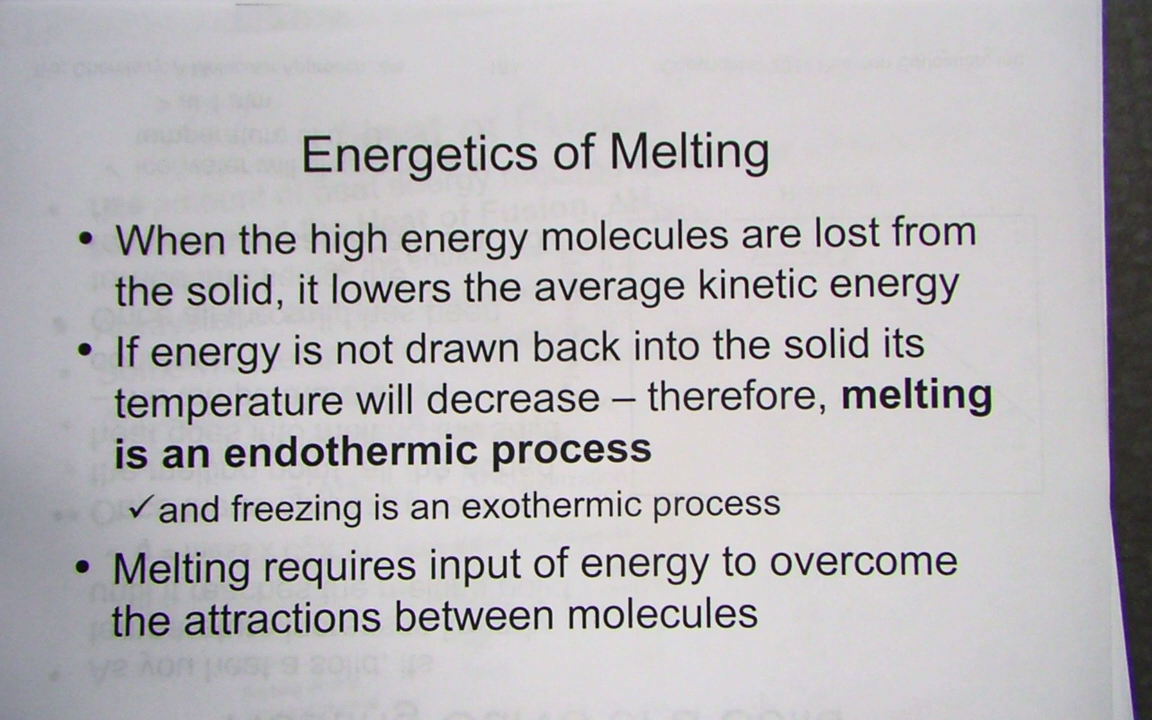 Energetics of Melting
• When the high energy molecules are lost from
the solid, it lowers the average kinetic energy
• If energy is not drawn back into the solid its
temperature will decrease – therefore, melting
is an endothermic process
✓ and freezing is an exothermic process
• Melting requires input of energy to overcome
the attractions between molecules